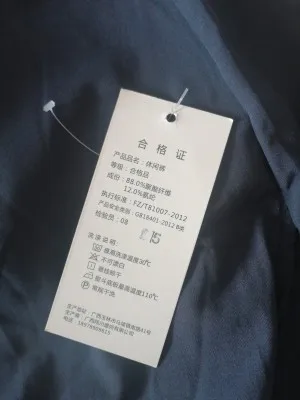 合格证
产品品名：休闲裤
等级：合格品
成份：88.0%聚酯纤维
12.0%氨纶
执行标准：FZ/T81007-2012
产品安全类别：GB18401-2012 B类
检验员：08
洗涤说明：
最高洗涤温度30℃
不可漂白
悬挂晾干
熨斗底板最高温度110℃
常规干洗